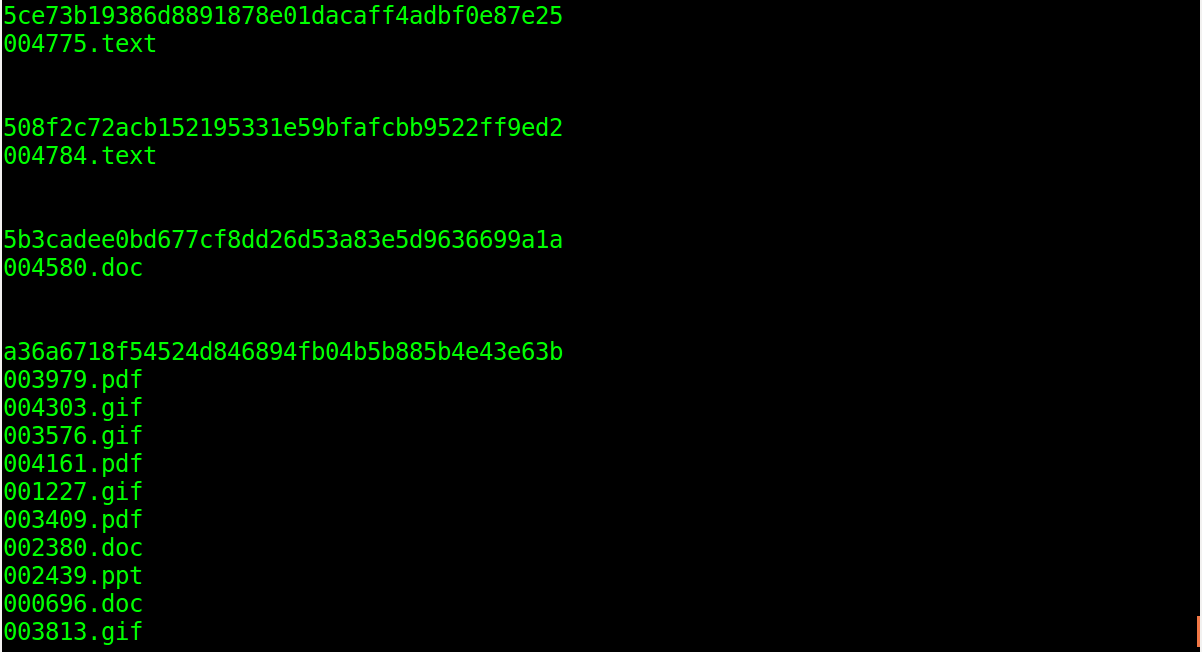 5ce73b19386d8891878e01dacaff4adbf0e87e25
004775.text
508f2c72acb152195331e59bfafcbb9522ff9ed2
004784.text
5b3cadee0bd677cf8dd26d53a83e5d9636699a1a
004580.doc
a36a6718f54524d846894fb04b5b885b4e43e63b
003979.pdf
004303.gif
003576.gif
004161.pdf
001227.gif
003409.pdf
002380.doc
002439.ppt
000696.doc
003813.gif